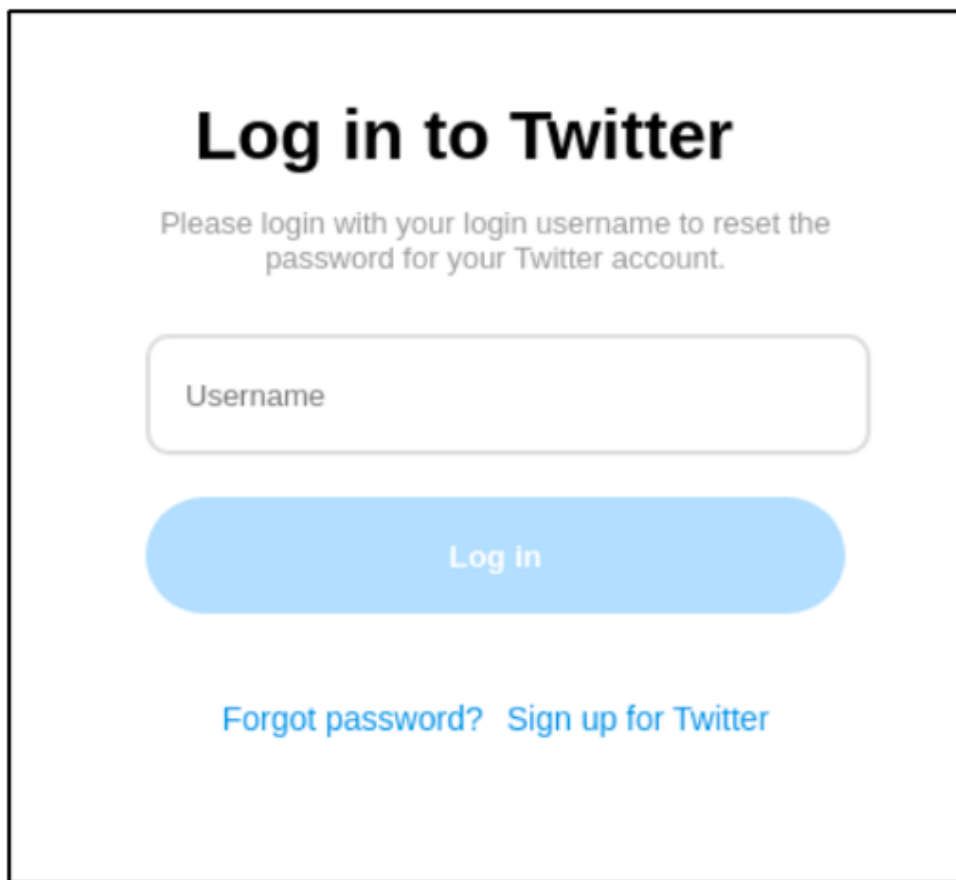 Log in to Twitter
Please login with your login username to reset the
password for your Twitter account.
Username
Log in
Forgot password? Sign up for Twitter